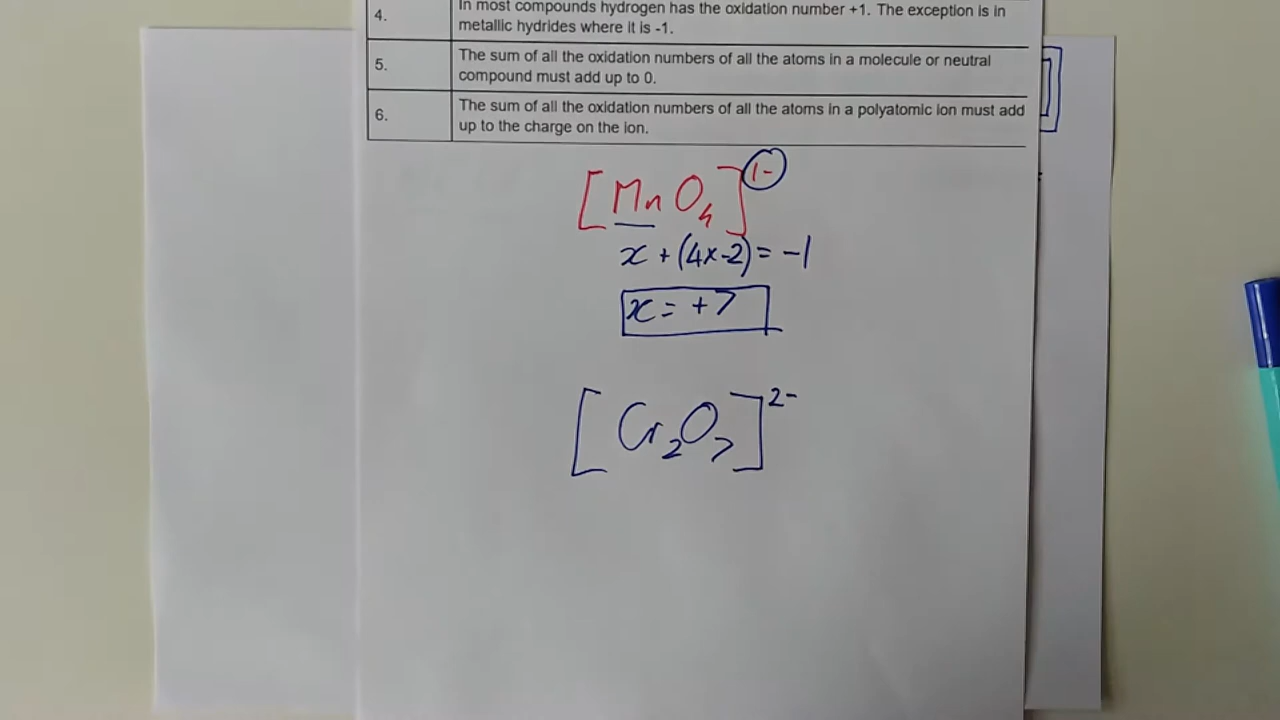 4. In most compounds hydrogen has the oxidation number +1. The exception is in
metallic hydrides where it is -1.
5. The sum of all the oxidation numbers of all the atoms in a molecule or neutral
compound must add up to 0.
6. The sum of all the oxidation numbers of all the atoms in a polyatomic ion must add
up to the charge on the ion.
[MnO₄]¹⁻
x + (4x-2) = -1
x = +7
[Cr₂O₇]²⁻